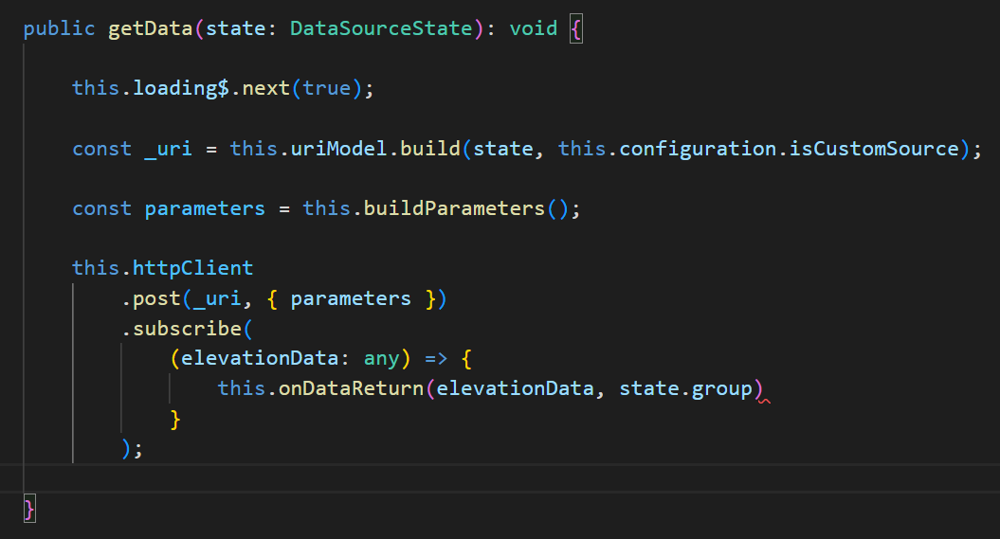 public getData(state: DataSourceState): void {
this.loading$.next(true);
const _uri = this.uriModel.build(state, this.configuration.isCustomSource);
const parameters = this.buildParameters();
this.httpClient
.post(_uri, { parameters })
.subscribe(
(elevationData: any) => {
this.onDataReturn(elevationData, state.group)
}
);
}